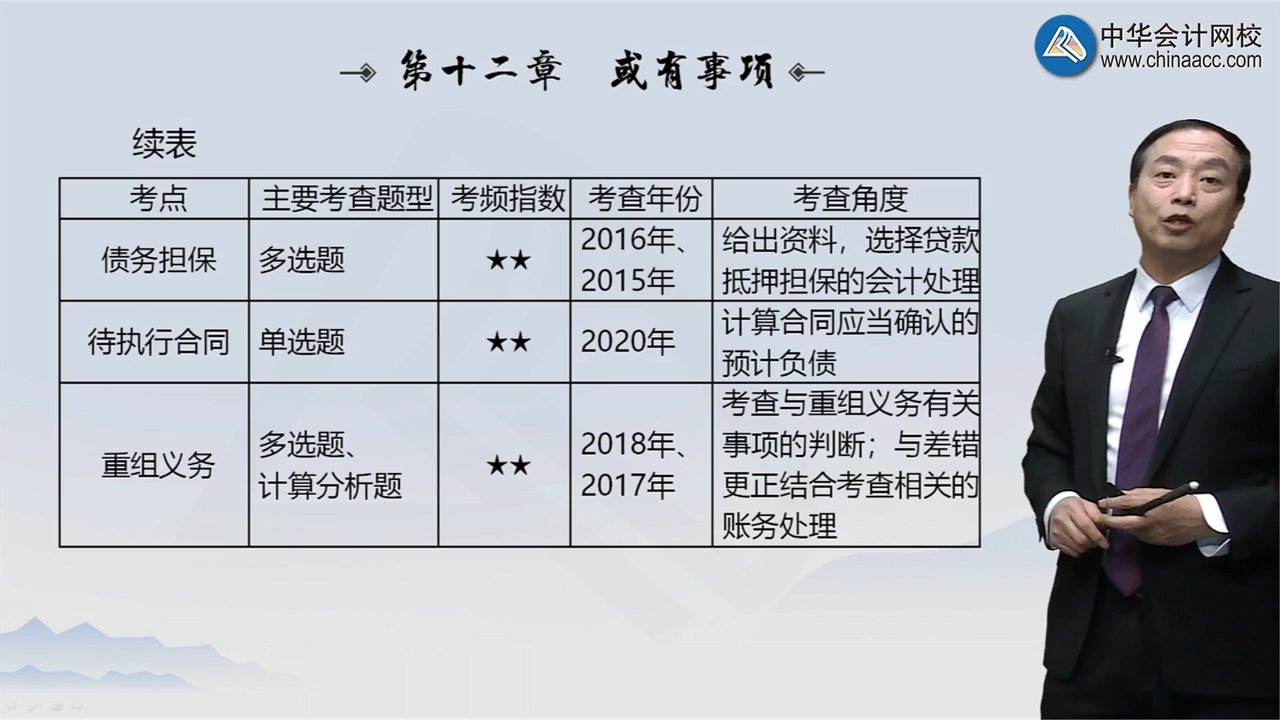 中华会计网校
www.chinaacc.com
第十二章 或有事项
续表
考点 主要考查题型 考频指数 考查年份 考查角度
债务担保 多选题 ★★ 2016年、 给出资料，选择贷款
2015年 抵押担保的会计处理
待执行合同 单选题 ★★ 2020年 计算合同应当确认的
预计负债
重组义务 多选题、 ★★ 2018年、 考查与重组义务有关
计算分析题 2017年 事项的判断；与差错
更正结合考查相关的
账务处理